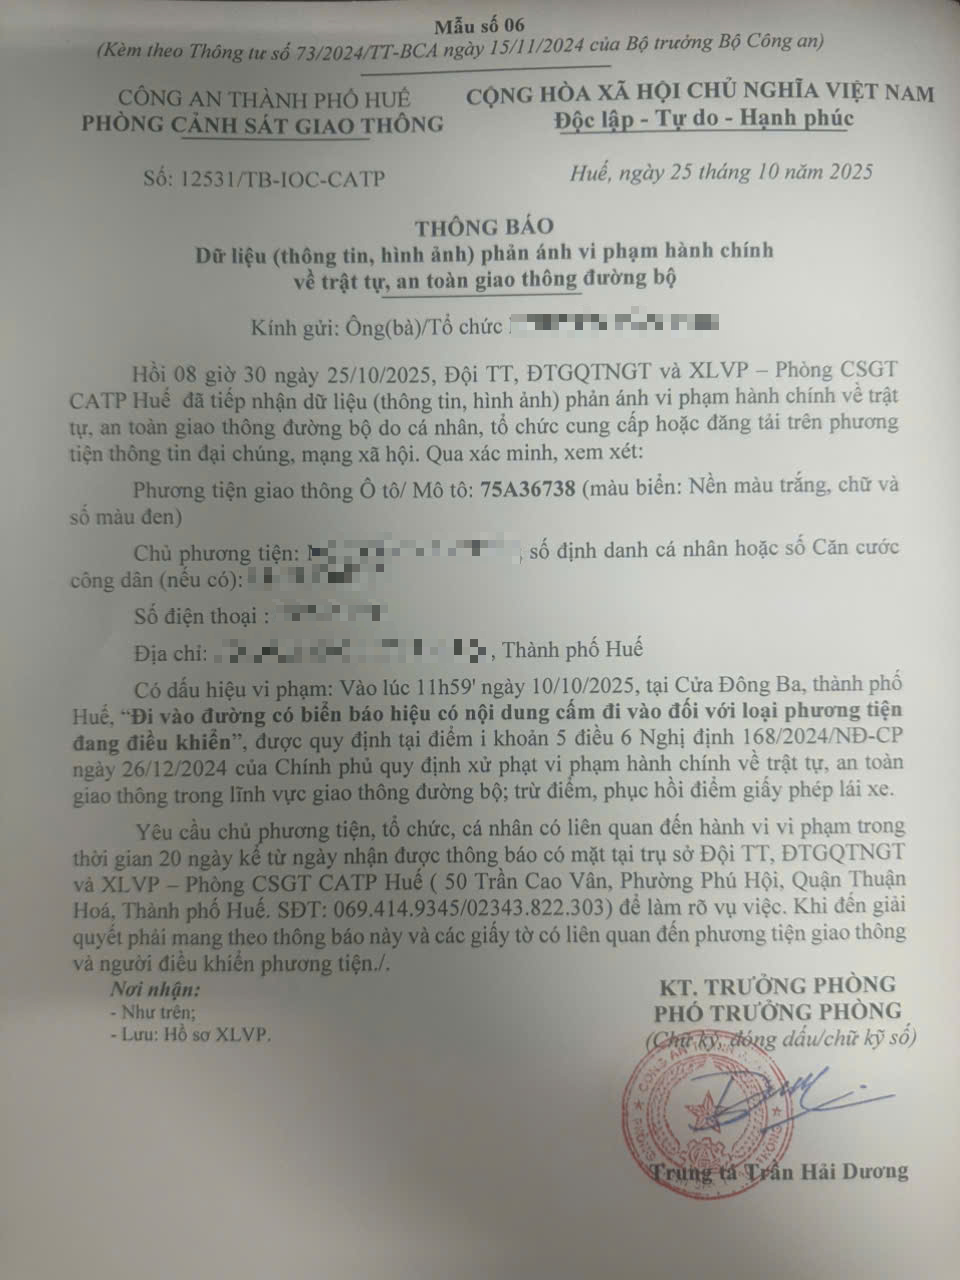 Mẫu số 06
(Kèm theo Thông tư số 73/2024/TT-BCA ngày 15/11/2024 của Bộ trưởng Bộ Công an)
CÔNG AN THÀNH PHỐ HUẾ
PHÒNG CẢNH SÁT GIAO THÔNG
CỘNG HÒA XÃ HỘI CHỦ NGHĨA VIỆT NAM
Độc lập - Tự do - Hạnh phúc
Số: 12531/TB-IOC-CATP
Huế, ngày 25 tháng 10 năm 2025
THÔNG BÁO
Dữ liệu (thông tin, hình ảnh) phản ánh vi phạm hành chính
về trật tự, an toàn giao thông đường bộ
Kính gửi: Ông(bà)/Tổ chức
Hồi 08 giờ 30 ngày 25/10/2025, Đội TT, ĐTGQTNGT và XLVP – Phòng CSGT
CATP Huế đã tiếp nhận dữ liệu (thông tin, hình ảnh) phản ánh vi phạm hành chính về trật
tự, an toàn giao thông đường bộ do cá nhân, tổ chức cung cấp hoặc đăng tải trên phương
tiện thông tin đại chúng, mạng xã hội. Qua xác minh, xem xét:
Phương tiện giao thông Ô tô/ Mô tô: 75A36738 (màu biển: Nền màu trắng, chữ và
số màu đen)
Chủ phương tiện: , số định danh cá nhân hoặc số Căn cước
công dân (nếu có):
Số điện thoại :
Địa chỉ: , Thành phố Huế
Có dấu hiệu vi phạm: Vào lúc 11h59' ngày 10/10/2025, tại Cửa Đông Ba, thành phố
Huế, “Đi vào đường có biển báo hiệu có nội dung cấm đi vào đối với loại phương tiện
đang điều khiển”, được quy định tại điểm i khoản 5 điều 6 Nghị định 168/2024/NĐ-CP
ngày 26/12/2024 của Chính phủ quy định xử phạt vi phạm hành chính về trật tự, an toàn
giao thông trong lĩnh vực giao thông đường bộ; trừ điểm, phục hồi điểm giấy phép lái xe.
Yêu cầu chủ phương tiện, tổ chức, cá nhân có liên quan đến hành vi vi phạm trong
thời gian 20 ngày kể từ ngày nhận được thông báo có mặt tại trụ sở Đội TT, ĐTGQTNGT
và XLVP – Phòng CSGT CATP Huế ( 50 Trần Cao Vân, Phường Phú Hội, Quận Thuận
Hoá, Thành phố Huế. SĐT: 069.414.9345/02343.822.303) để làm rõ vụ việc. Khi đến giải
quyết phải mang theo thông báo này và các giấy tờ có liên quan đến phương tiện giao thông
và người điều khiển phương tiện./.
Nơi nhận:
- Như trên;
- Lưu: Hồ sơ XLVP.
KT. TRƯỞNG PHÒNG
PHÓ TRƯỞNG PHÒNG
(Chữ ký, đóng dấu/chữ ký số)
Trung tá Trần Hải Dương